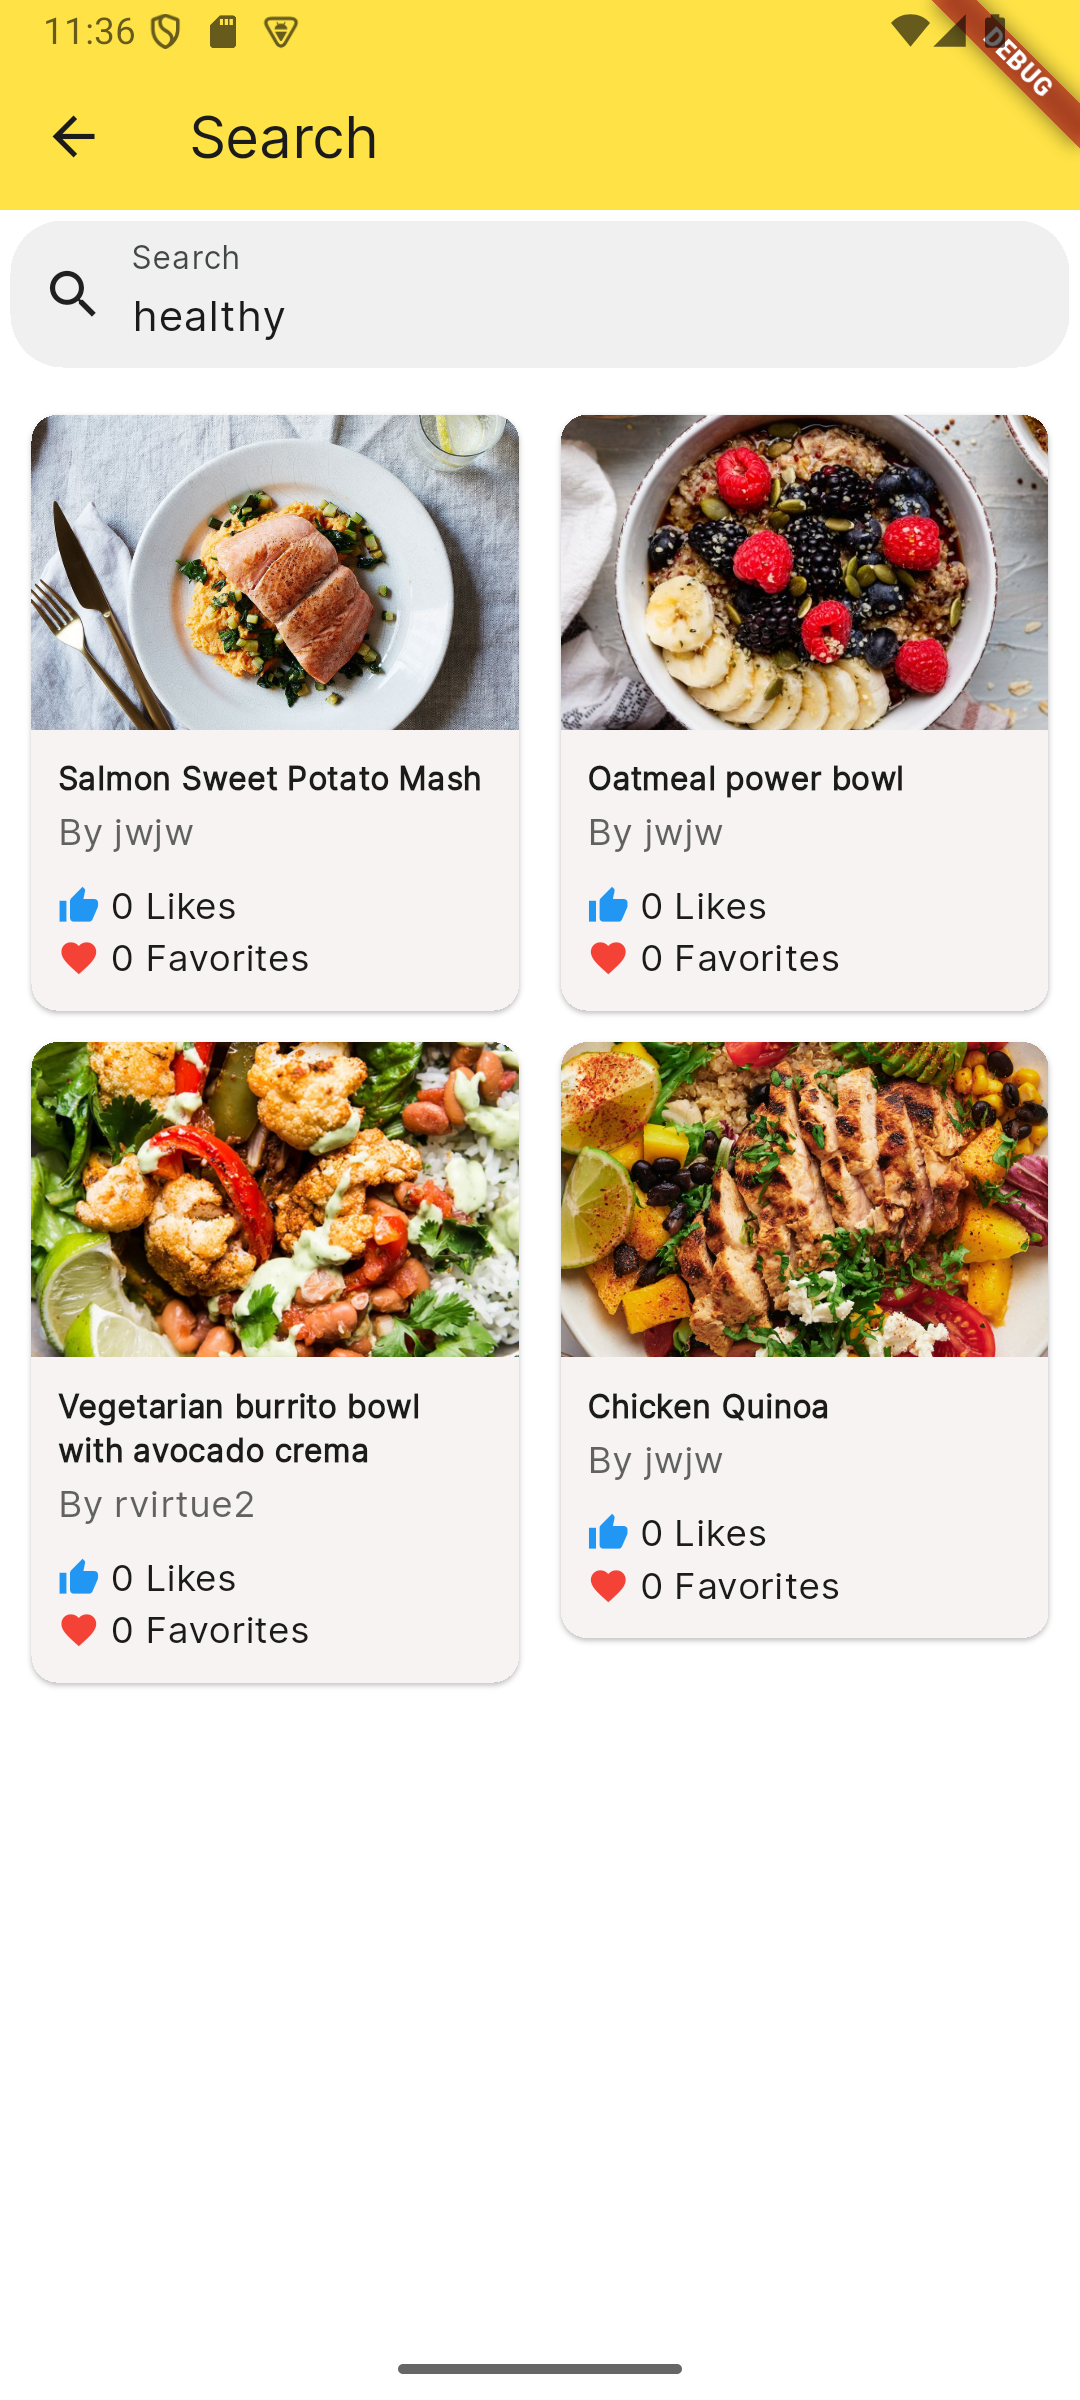 11:36
DEBUG
Search
Search
healthy
Salmon Sweet Potato Mash
By jwjw
0 Likes
0 Favorites
Oatmeal power bowl
By jwjw
0 Likes
0 Favorites
Vegetarian burrito bowl
with avocado crema
By rvirtue2
0 Likes
0 Favorites
Chicken Quinoa
By jwjw
0 Likes
0 Favorites